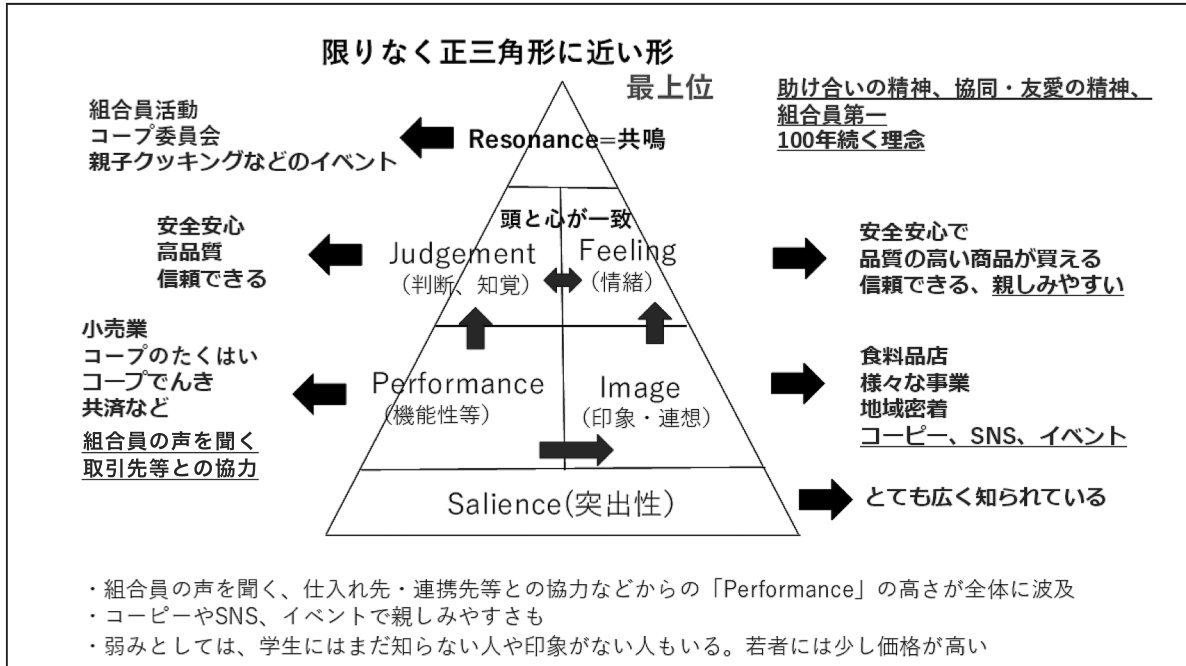 限りなく正三角形に近い形
最上位
組合員活動
コープ委員会
親子クッキングなどのイベント
Resonance=共鳴
助け合いの精神、協同・友愛の精神、
組合員第一
100年続く理念
頭と心が一致
安全安心
高品質
信頼できる
Judgement
(判断、知覚)
Feeling
(情緒)
安全安心で
品質の高い商品が買える
信頼できる、親しみやすい
小売業
コープのたくはい
コープでんき
共済など
組合員の声を聞く
取引先等との協力
Performance
(機能性等)
Image
(印象・連想)
食料品店
様々な事業
地域密着
コーピー、SNS、イベント
Salience(突出性)
とても広く知られている
・組合員の声を聞く、仕入れ先・連携先等との協力などからの「Performance」の高さが全体に波及
・コーピーやSNS、イベントで親しみやすさも
・弱みとしては、学生にはまだ知らない人や印象がない人もいる。若者には少し価格が高い